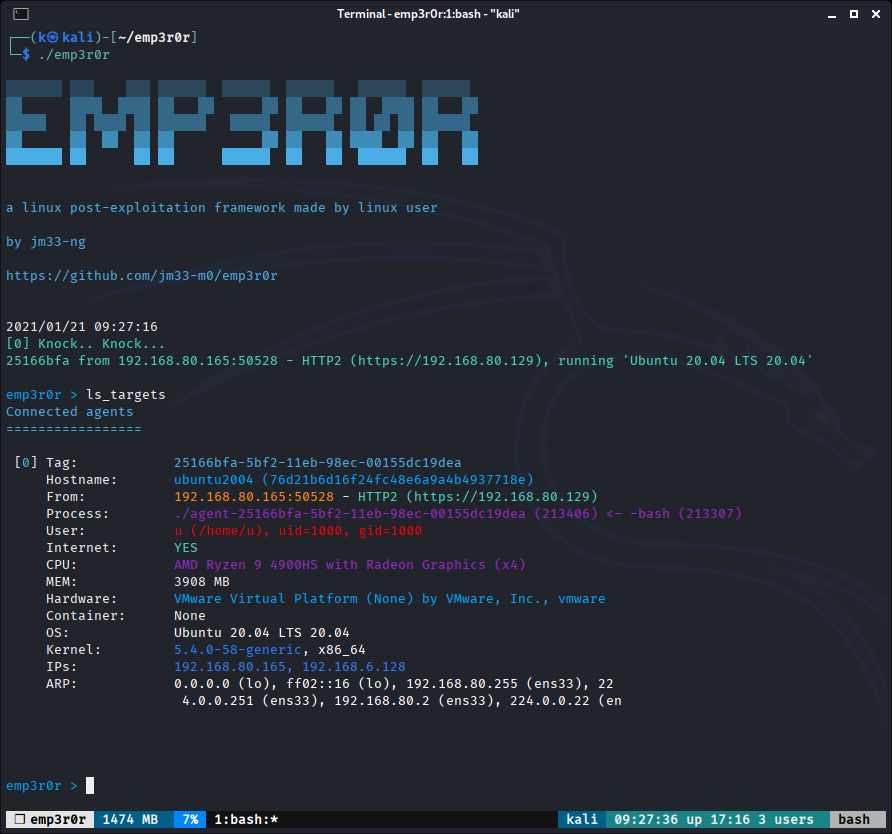 Terminal - emp3r0r:1:bash - "kali"
┌──(k㉿kali)-[~/emp3r0r]
└─$ ./emp3r0r
EMP3R0R
a linux post-exploitation framework made by linux user
by jm33-ng
https://github.com/jm33-m0/emp3r0r
2021/01/21 09:27:16
[0] Knock.. Knock...
25166bfa from 192.168.80.165:50528 - HTTP2 (https://192.168.80.129), running 'Ubuntu 20.04 LTS 20.04'
emp3r0r > ls_targets
Connected agents
=================
[0] Tag: 25166bfa-5bf2-11eb-98ec-00155dc19dea
Hostname: ubuntu2004 (76d21b6d16f24fc48e6a9a4b4937718e)
From: 192.168.80.165:50528 - HTTP2 (https://192.168.80.129)
Process: ./agent-25166bfa-5bf2-11eb-98ec-00155dc19dea (213406) <- -bash (213307)
User: u (/home/u), uid=1000, gid=1000
Internet: YES
CPU: AMD Ryzen 9 4900HS with Radeon Graphics (x4)
MEM: 3908 MB
Hardware: VMware Virtual Platform (None) by VMware, Inc., vmware
Container: None
OS: Ubuntu 20.04 LTS 20.04
Kernel: 5.4.0-58-generic, x86_64
IPs: 192.168.80.165, 192.168.6.128
ARP: 0.0.0.0 (lo), ff02::16 (lo), 192.168.80.255 (ens33), 22
4.0.0.251 (ens33), 192.168.80.2 (ens33), 224.0.0.22 (en
emp3r0r >
❐ emp3r0r 1474 MB 7% 1:bash:* kali 09:27:36 up 17:16 3 users bash